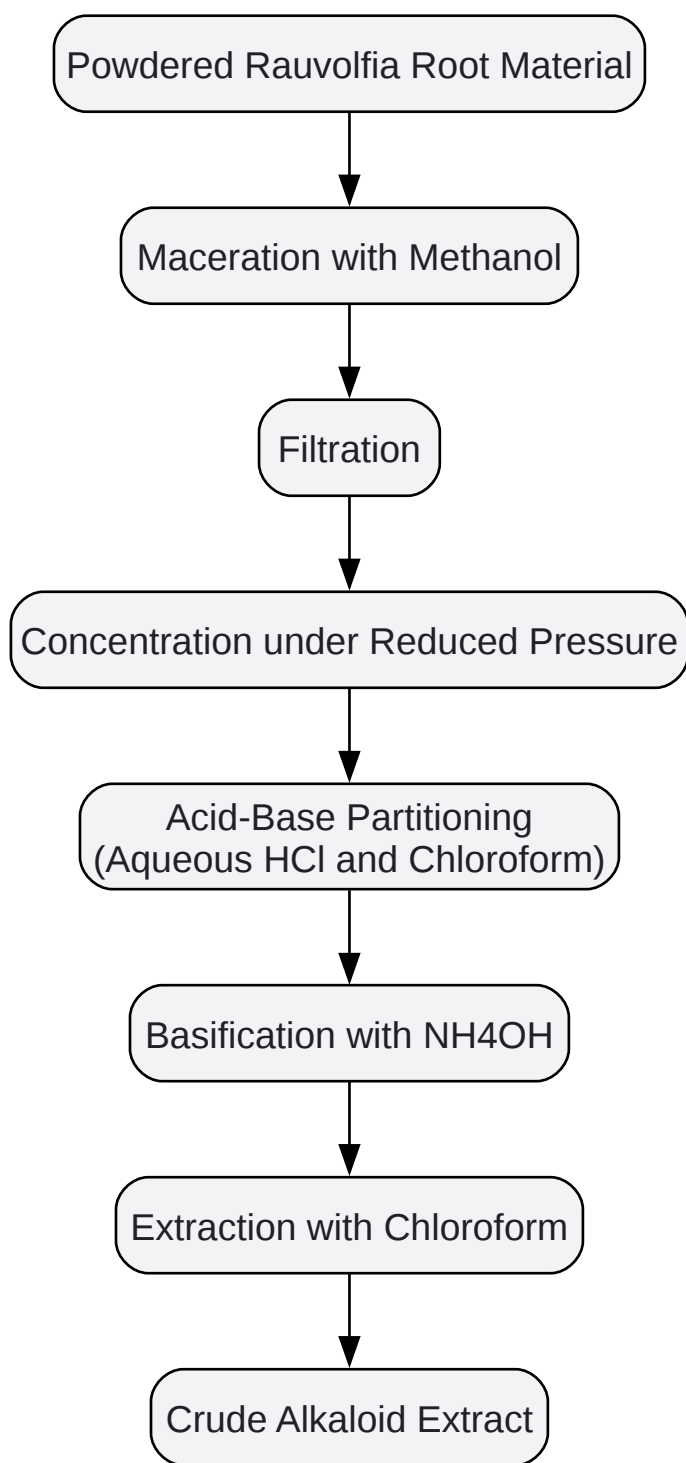 Powdered Rauvolfia Root Material
Maceration with Methanol
Filtration
Concentration under Reduced Pressure
Acid-Base Partitioning
(Aqueous HCl and Chloroform)
Basification with NH4OH
Extraction with Chloroform
Crude Alkaloid Extract